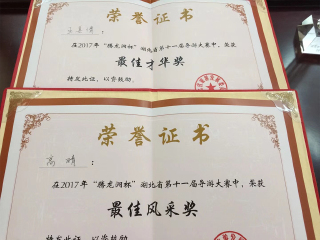 荣誉证书
在2017年“腾龙洞杯”湖北省第十一届导游大赛中,荣获
最佳才华奖
特发此证,以资鼓励。
荣誉证书
高 晴 :
在2017年“腾龙洞杯”湖北省第十一届导游大赛中,荣获
最佳风采奖
特发此证,以资鼓励